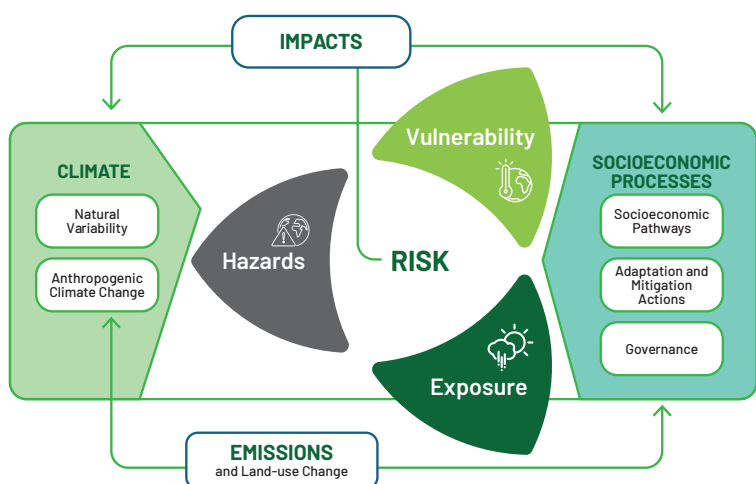 IMPACTS
CLIMATE
Natural
Variability
Anthropogenic
Climate Change
Hazards
Vulnerability
RISK
Exposure
SOCIOECONOMIC
PROCESSES
Socioeconomic
Pathways
Adaptation and
Mitigation
Actions
Governance
EMISSIONS
and Land-use Change